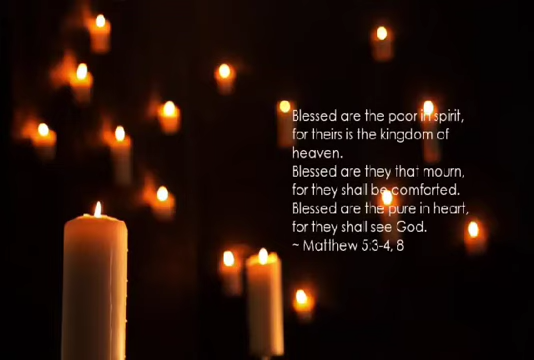 Blessed are the poor in spirit,
for theirs is the kingdom of
heaven.
Blessed are they that mourn,
for they shall be comforted.
Blessed are the pure in heart,
for they shall see God.
~ Matthew 5:3-4, 8